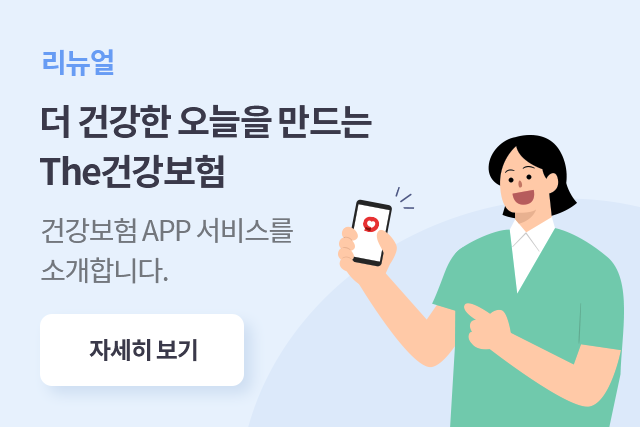 리뉴얼
더 건강한 오늘을 만드는
The건강보험
건강보험 APP 서비스를
소개합니다.
자세히 보기